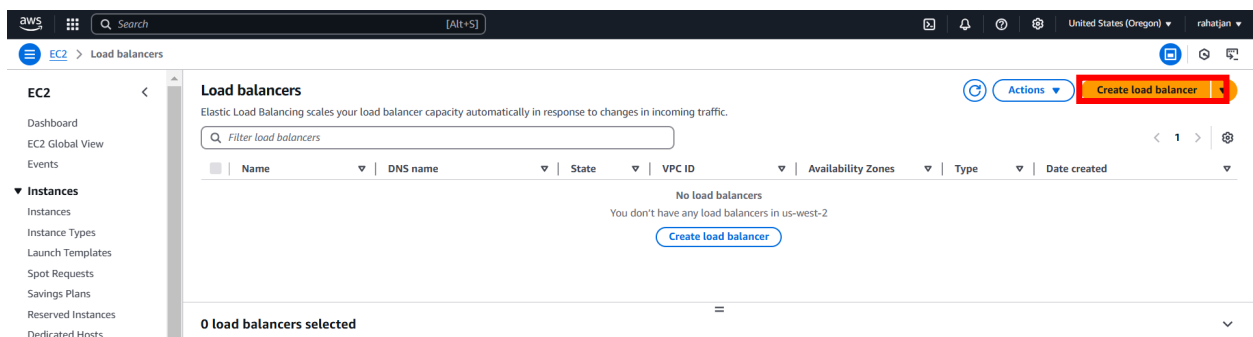 aws Search [Alt+S] United States (Oregon) rahatjan
EC2 > Load balancers
EC2
Dashboard
EC2 Global View
Events
Instances
Instances
Instance Types
Launch Templates
Spot Requests
Savings Plans
Reserved Instances
Dedicated Hosts
Load balancers
Actions Create load balancer
Elastic Load Balancing scales your load balancer capacity automatically in response to changes in incoming traffic.
Filter load balancers
1
Name DNS name State VPC ID Availability Zones Type Date created
No load balancers
You don't have any load balancers in us-west-2
Create load balancer
0 load balancers selected